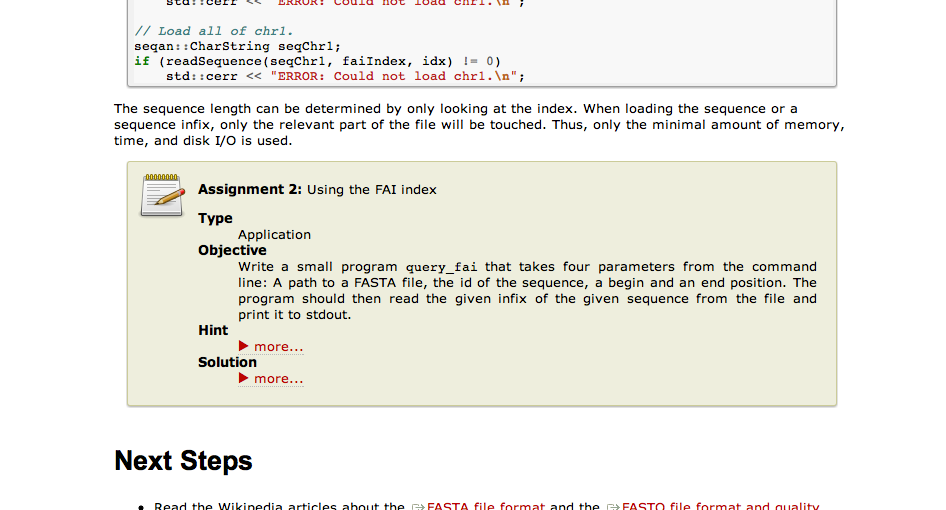 std::cerr << "ERROR: Could not load chr1.\n";
// Load all of chr1.
seqan::CharString seqChr1;
if (readSequence(seqChr1, faiIndex, idx) != 0)
    std::cerr << "ERROR: Could not load chr1.\n";
The sequence length can be determined by only looking at the index. When loading the sequence or a
sequence infix, only the relevant part of the file will be touched. Thus, only the minimal amount of memory,
time, and disk I/O is used.
Assignment 2: Using the FAI index
Type
Application
Objective
Write a small program query_fai that takes four parameters from the command
line: A path to a FASTA file, the id of the sequence, a begin and an end position. The
program should then read the given infix of the given sequence from the file and
print it to stdout.
Hint
▶ more...
Solution
▶ more...
Next Steps
• Read the Wikipedia articles about the FASTA file format and the FASTQ file format and quality